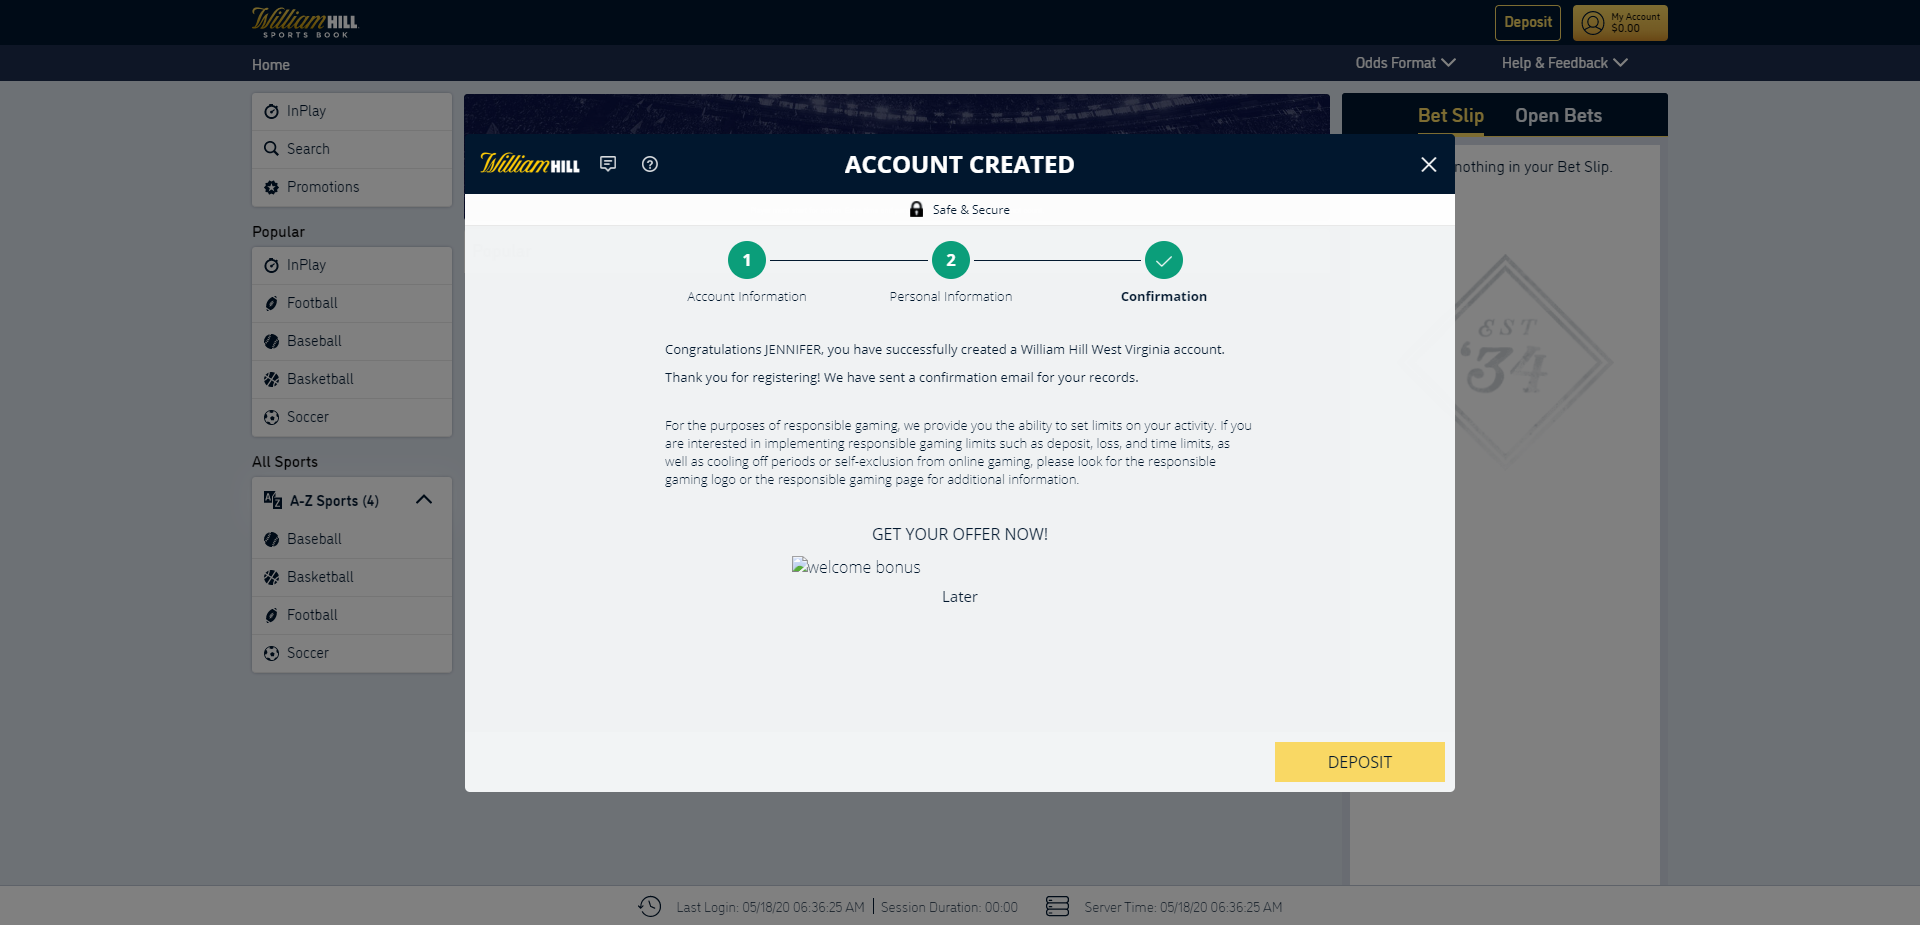 William HILL
SPORTS BOOK
Deposit
My Account
$0.00
Home
Odds Format
Help & Feedback
InPlay
Search
Promotions
Popular
InPlay
Football
Baseball
Basketball
Soccer
All Sports
A-Z Sports (4)
Baseball
Basketball
Football
Soccer
William HILL
ACCOUNT CREATED
Safe & Secure
1
2
Account Information
Personal Information
Confirmation
Congratulations JENNIFER, you have successfully created a William Hill West Virginia account.
Thank you for registering! We have sent a confirmation email for your records.
For the purposes of responsible gaming, we provide you the ability to set limits on your activity. If you
are interested in implementing responsible gaming limits such as deposit, loss, and time limits, as
well as cooling off periods or self-exclusion from online gaming, please look for the responsible
gaming logo or the responsible gaming page for additional information.
GET YOUR OFFER NOW!
welcome bonus
Later
DEPOSIT
Bet Slip
Open Bets
nothing in your Bet Slip.
EST
'34
Last Login: 05/18/20 06:36:25 AM
Session Duration: 00:00
Server Time: 05/18/20 06:36:25 AM